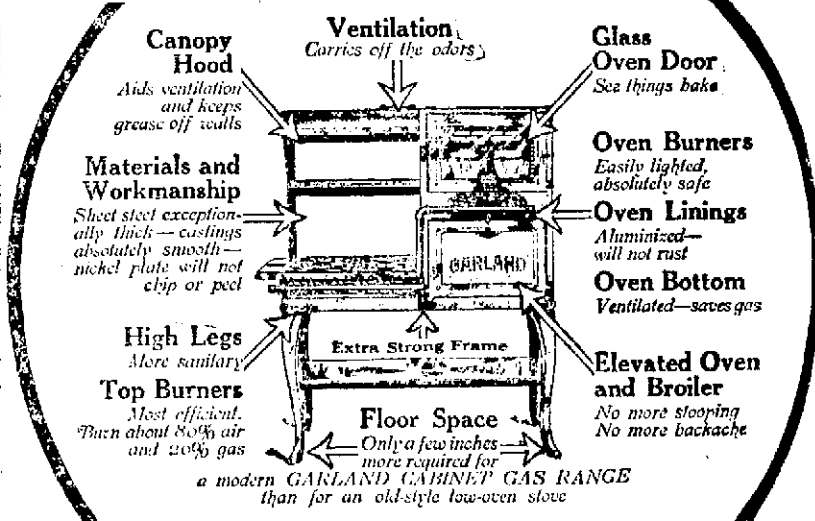 Ventilation
Carries off the odors
Canopy
Hood
Aids ventilation
and keeps
grease off walls
Materials and
Workmanship
Sheet steel exception-
ally thick — castings
absolutely smooth —
nickel plate will not
chip or peel
High Legs
More sanitary
Top Burners
Most efficient.
Burn about 80% air
and 20% gas
Glass
Oven Door
See things bake
Oven Burners
Easily lighted,
absolutely safe
Oven Linings
Aluminized—
will not rust
Oven Bottom
Ventilated—saves gas
Elevated Oven
and Broiler
No more stooping
No more backache
GARLAND
Extra Strong Frame
Floor Space
Only a few inches
more required for
a modern GARLAND CABINET GAS RANGE
than for an old-style low-oven stove